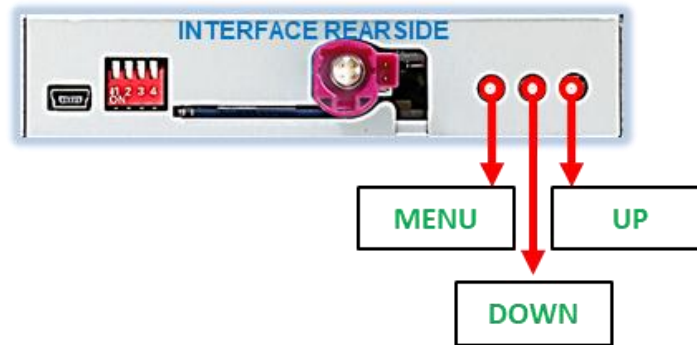 INTERFACE REARSIDE
1 2 3 4
ON
MENU
UP
DOWN